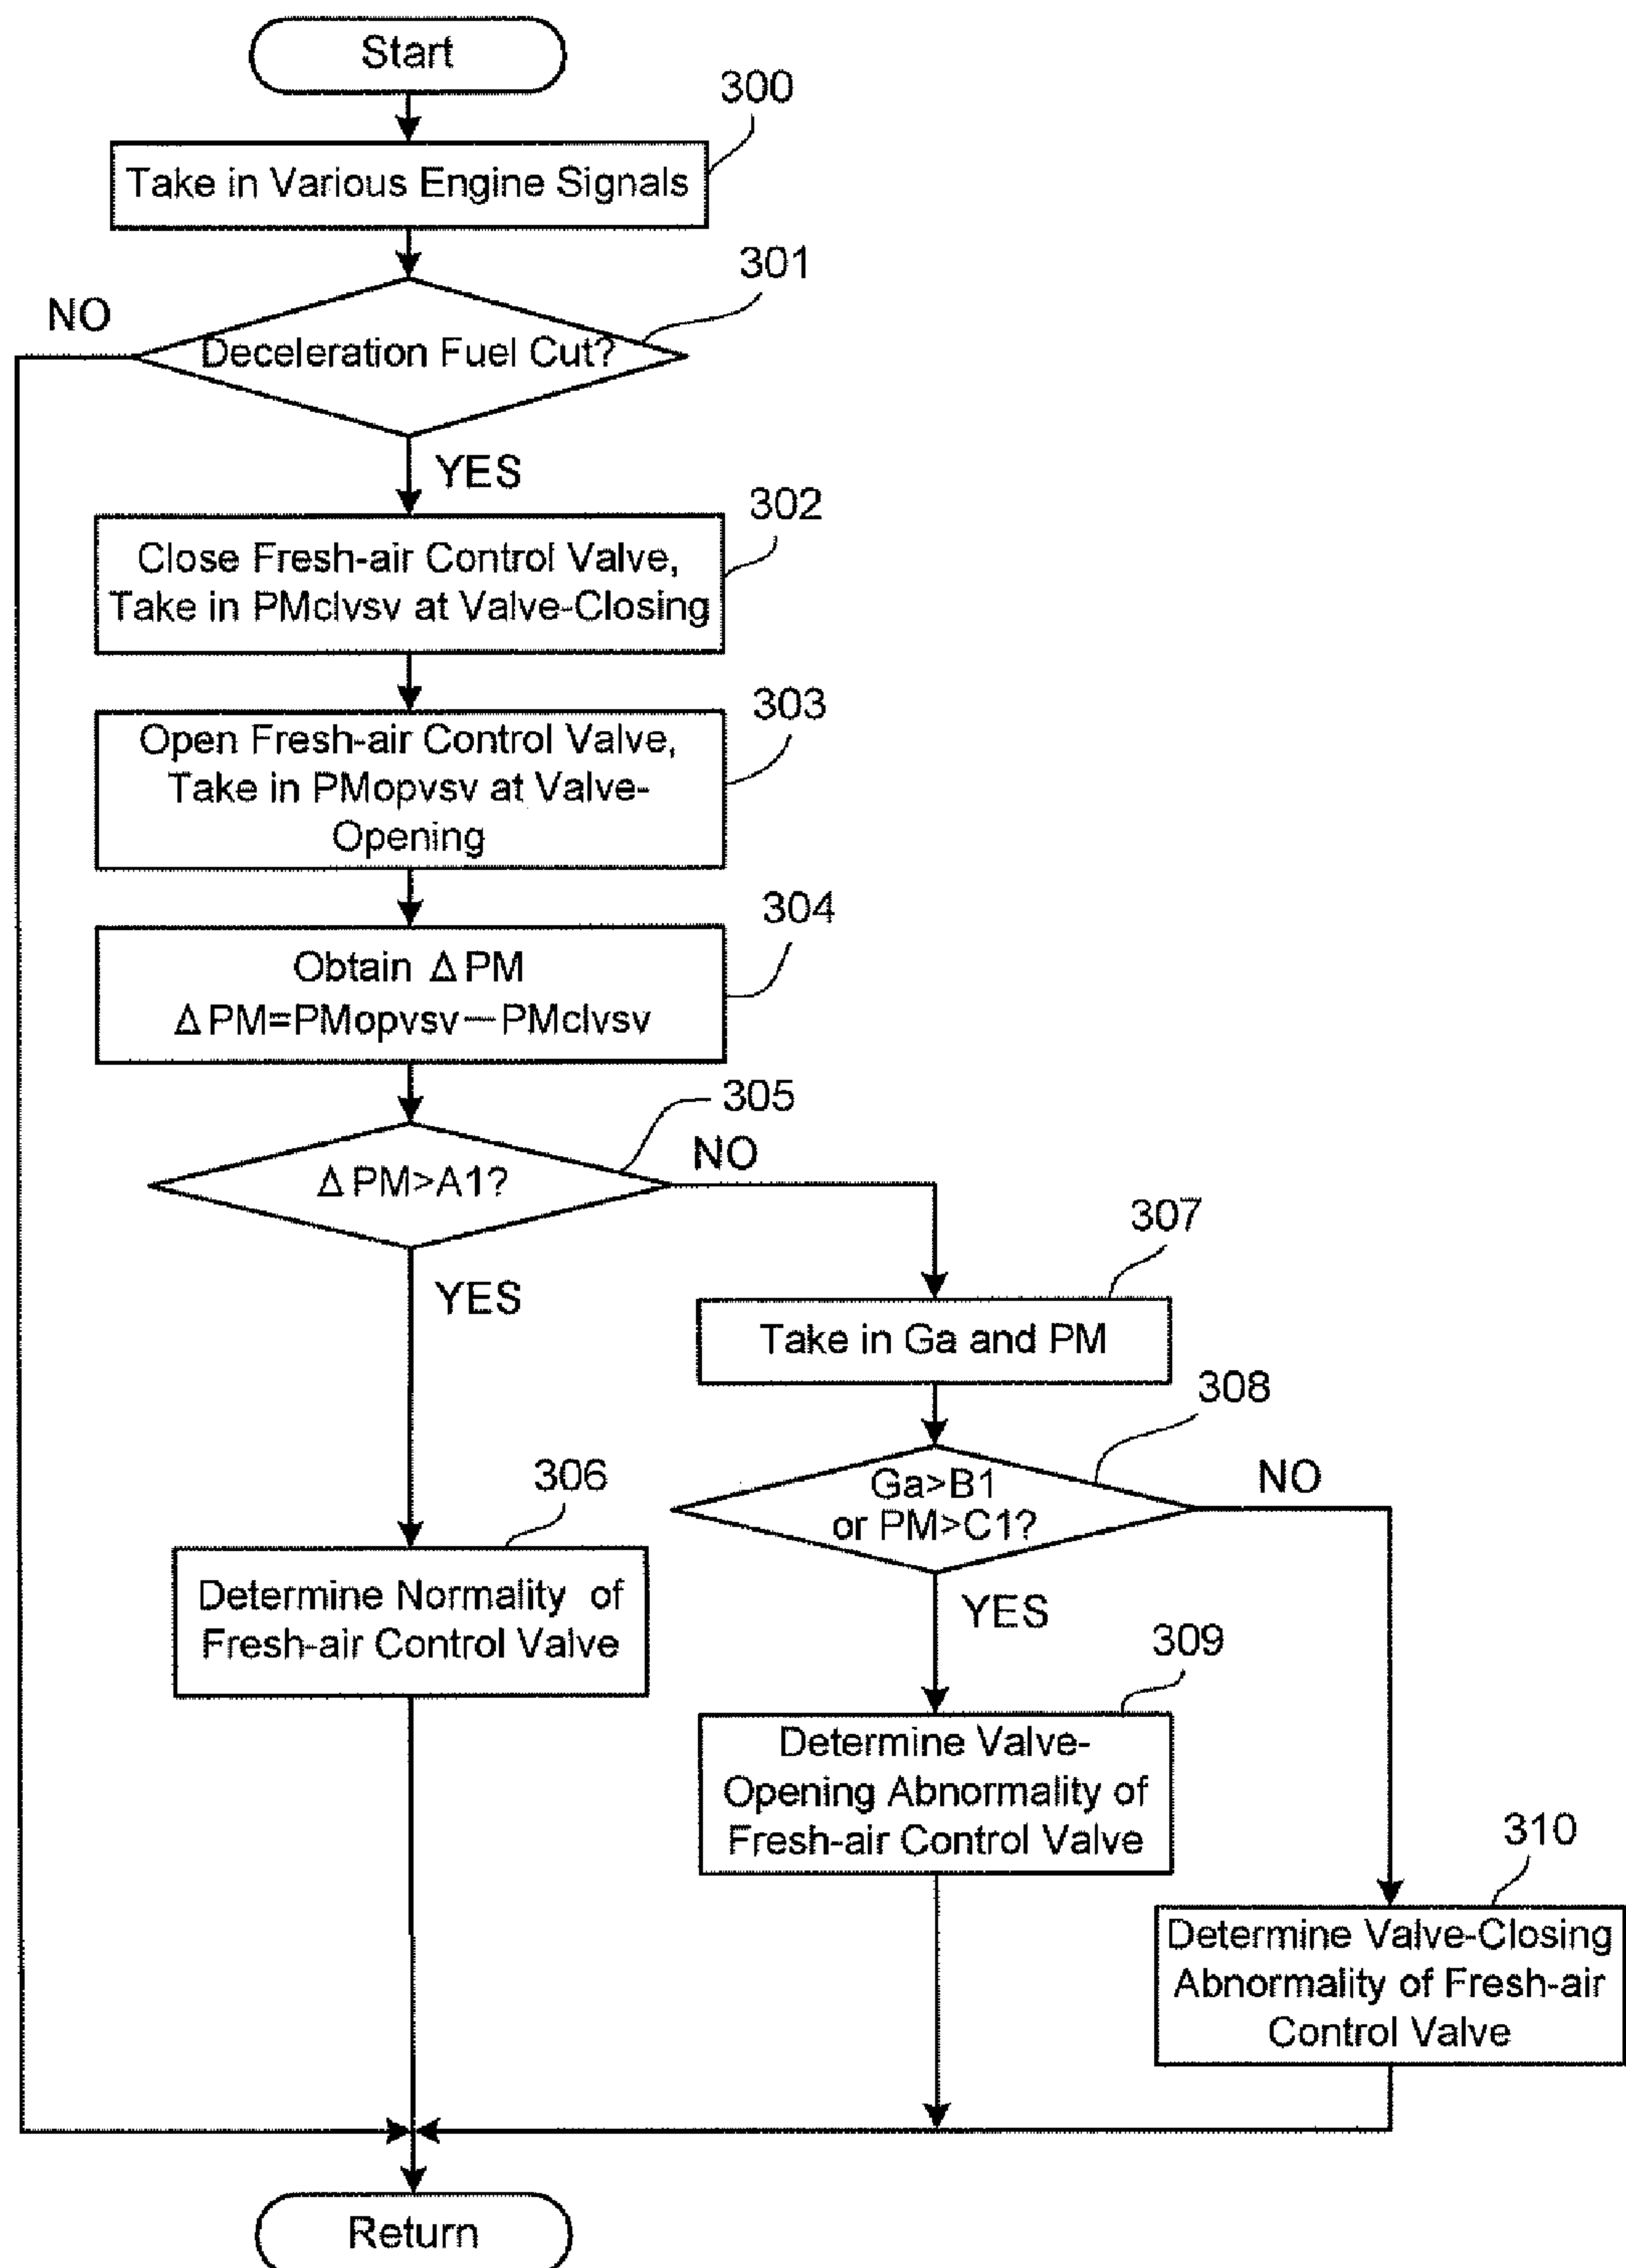 Start
300
Take in Various Engine Signals
301
NO
Deceleration Fuel Cut?
YES
302
Close Fresh-air Control Valve,
Take in PMclvsv at Valve-Closing
303
Open Fresh-air Control Valve,
Take in PMopvsv at Valve-
Opening
304
Obtain Δ PM
Δ PM=PMopvsv—PMclvsv
305
NO
Δ PM>A1?
YES
307
Take in Ga and PM
308
Ga>B1
or PM>C1?
NO
YES
306
Determine Normality of
Fresh-air Control Valve
309
Determine Valve-
Opening Abnormality of
Fresh-air Control Valve
310
Determine Valve-Closing
Abnormality of Fresh-air
Control Valve
Return